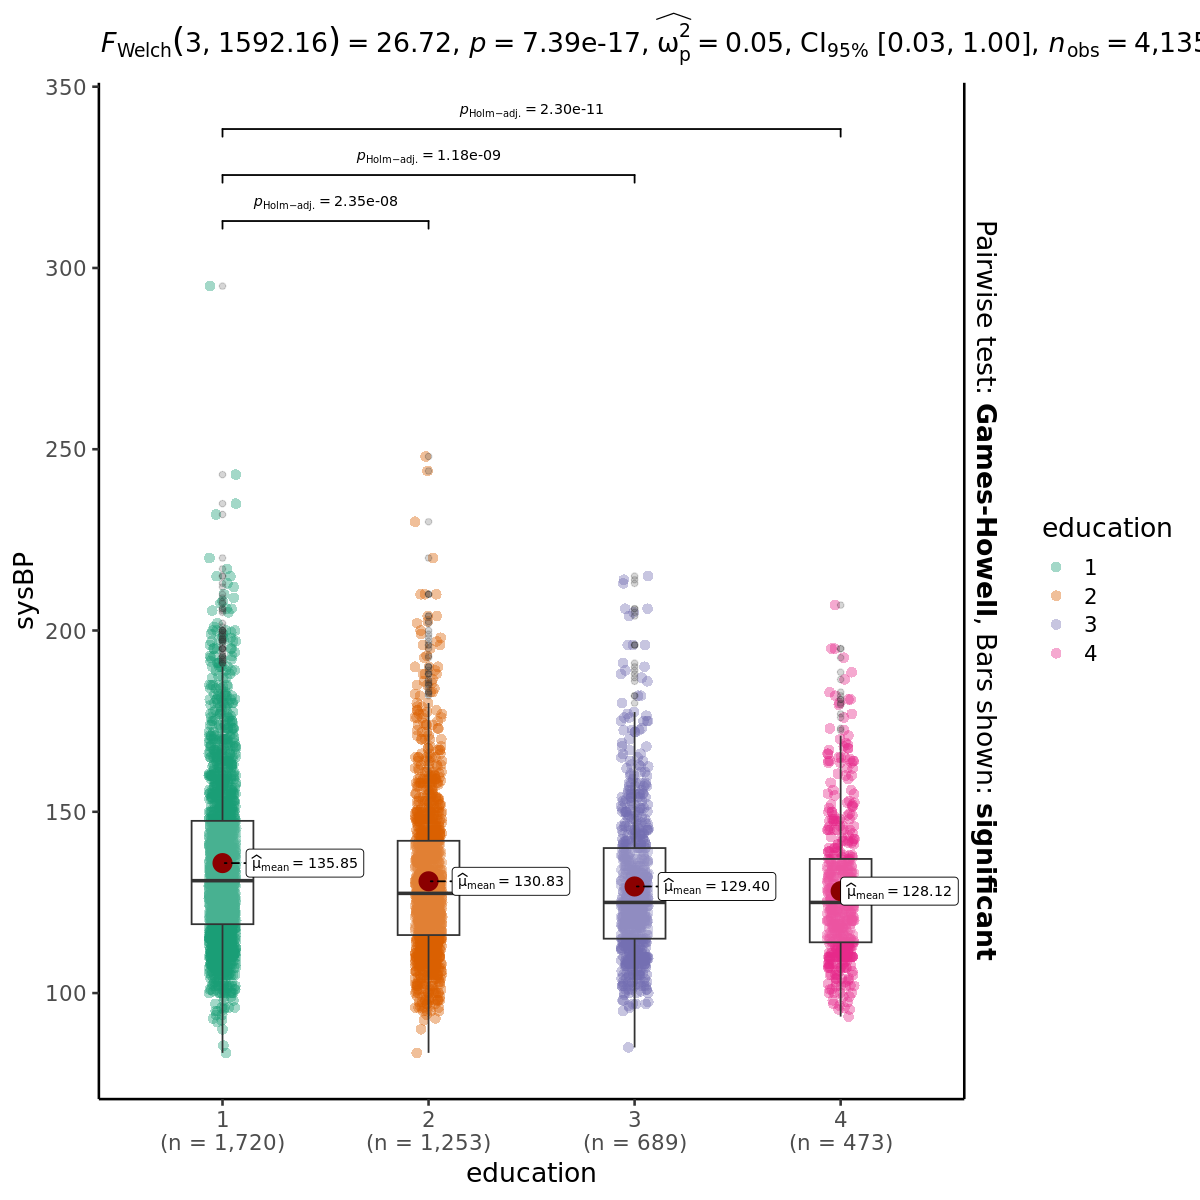 F_Welch(3, 1592.16) = 26.72, p = 7.39e-17, ω̂²_p = 0.05, CI_95% [0.03, 1.00], n_obs = 4,135
350
300
250
200
150
100
sysBP
p_Holm−adj. = 2.30e-11
p_Holm−adj. = 1.18e-09
p_Holm−adj. = 2.35e-08
μ̂_mean = 135.85
μ̂_mean = 130.83
μ̂_mean = 129.40
μ̂_mean = 128.12
Pairwise test: Games-Howell, Bars shown: significant
education
1
2
3
4
1
(n = 1,720)
2
(n = 1,253)
3
(n = 689)
4
(n = 473)
education